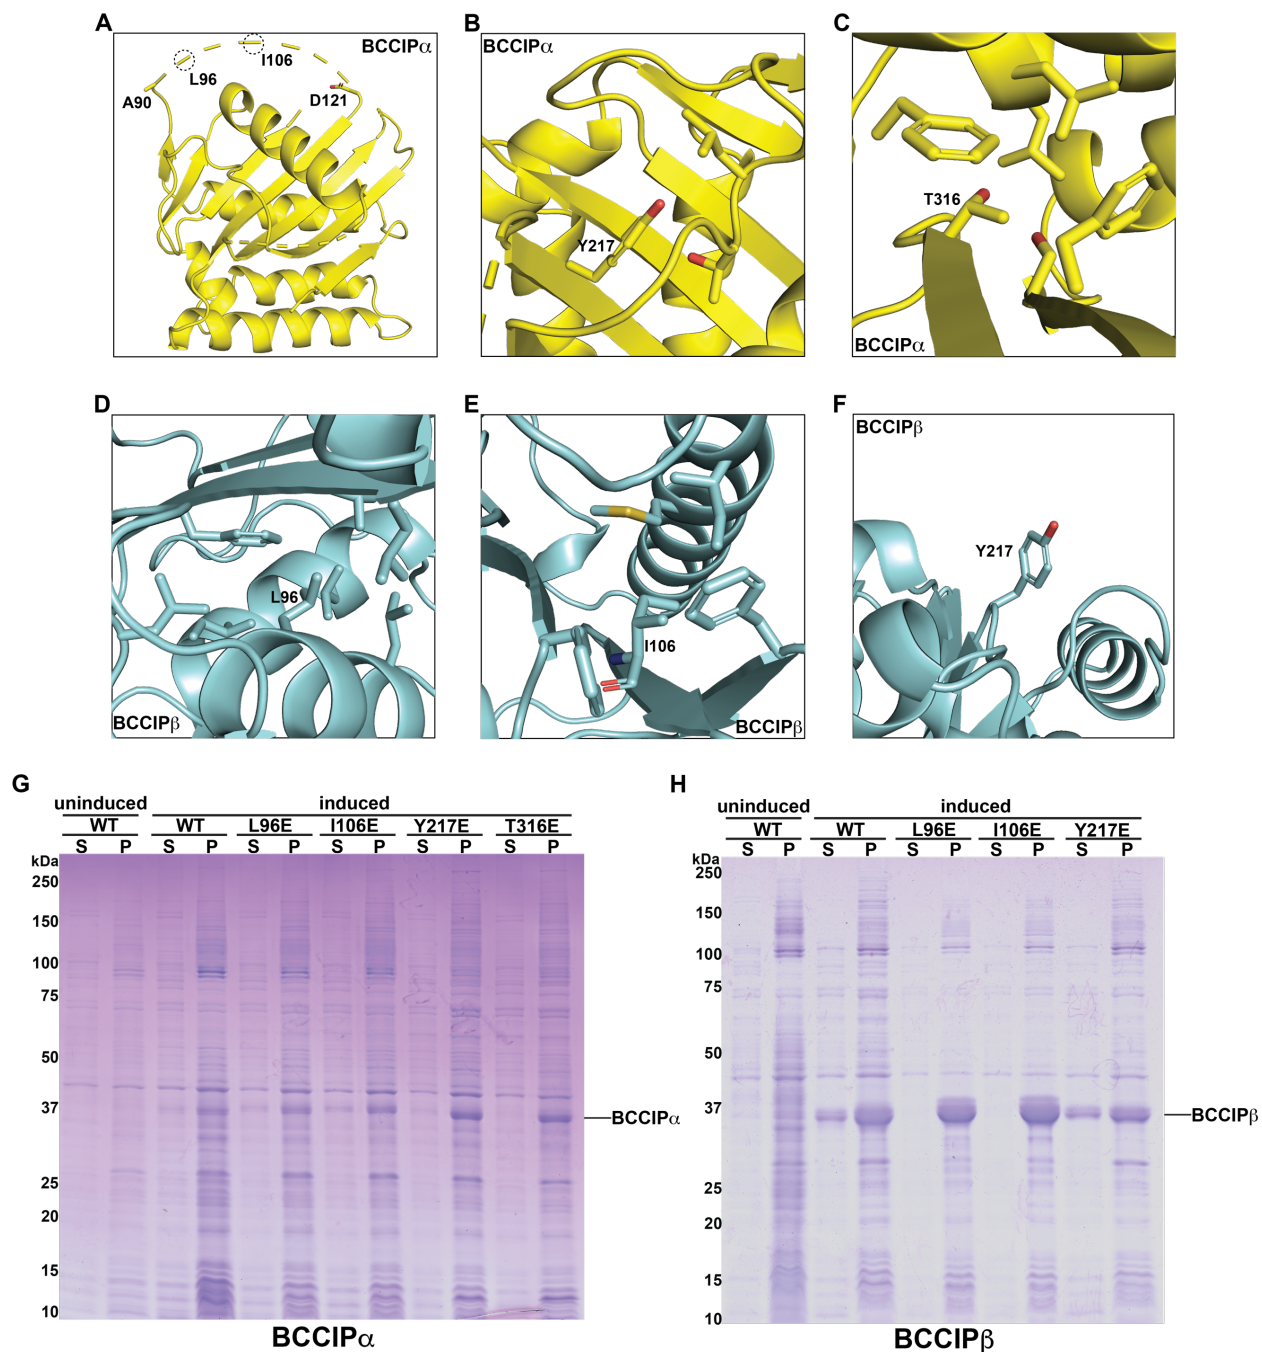 A
BCCIPα
I106
L96
A90
D121
B
BCCIPα
Y217
C
T316
BCCIPα
D
L96
BCCIPβ
E
I106
BCCIPβ
F
BCCIPβ
Y217
G
uninduced induced
WT WT L96E I106E Y217E T316E
S P S P S P S P S P S P
kDa
250
150
100
75
50
37
25
20
15
10
BCCIPα
BCCIPα
H
uninduced induced
WT WT L96E I106E Y217E
S P S P S P S P S P
kDa
250
150
100
75
50
37
25
20
15
10
BCCIPβ
BCCIPβ